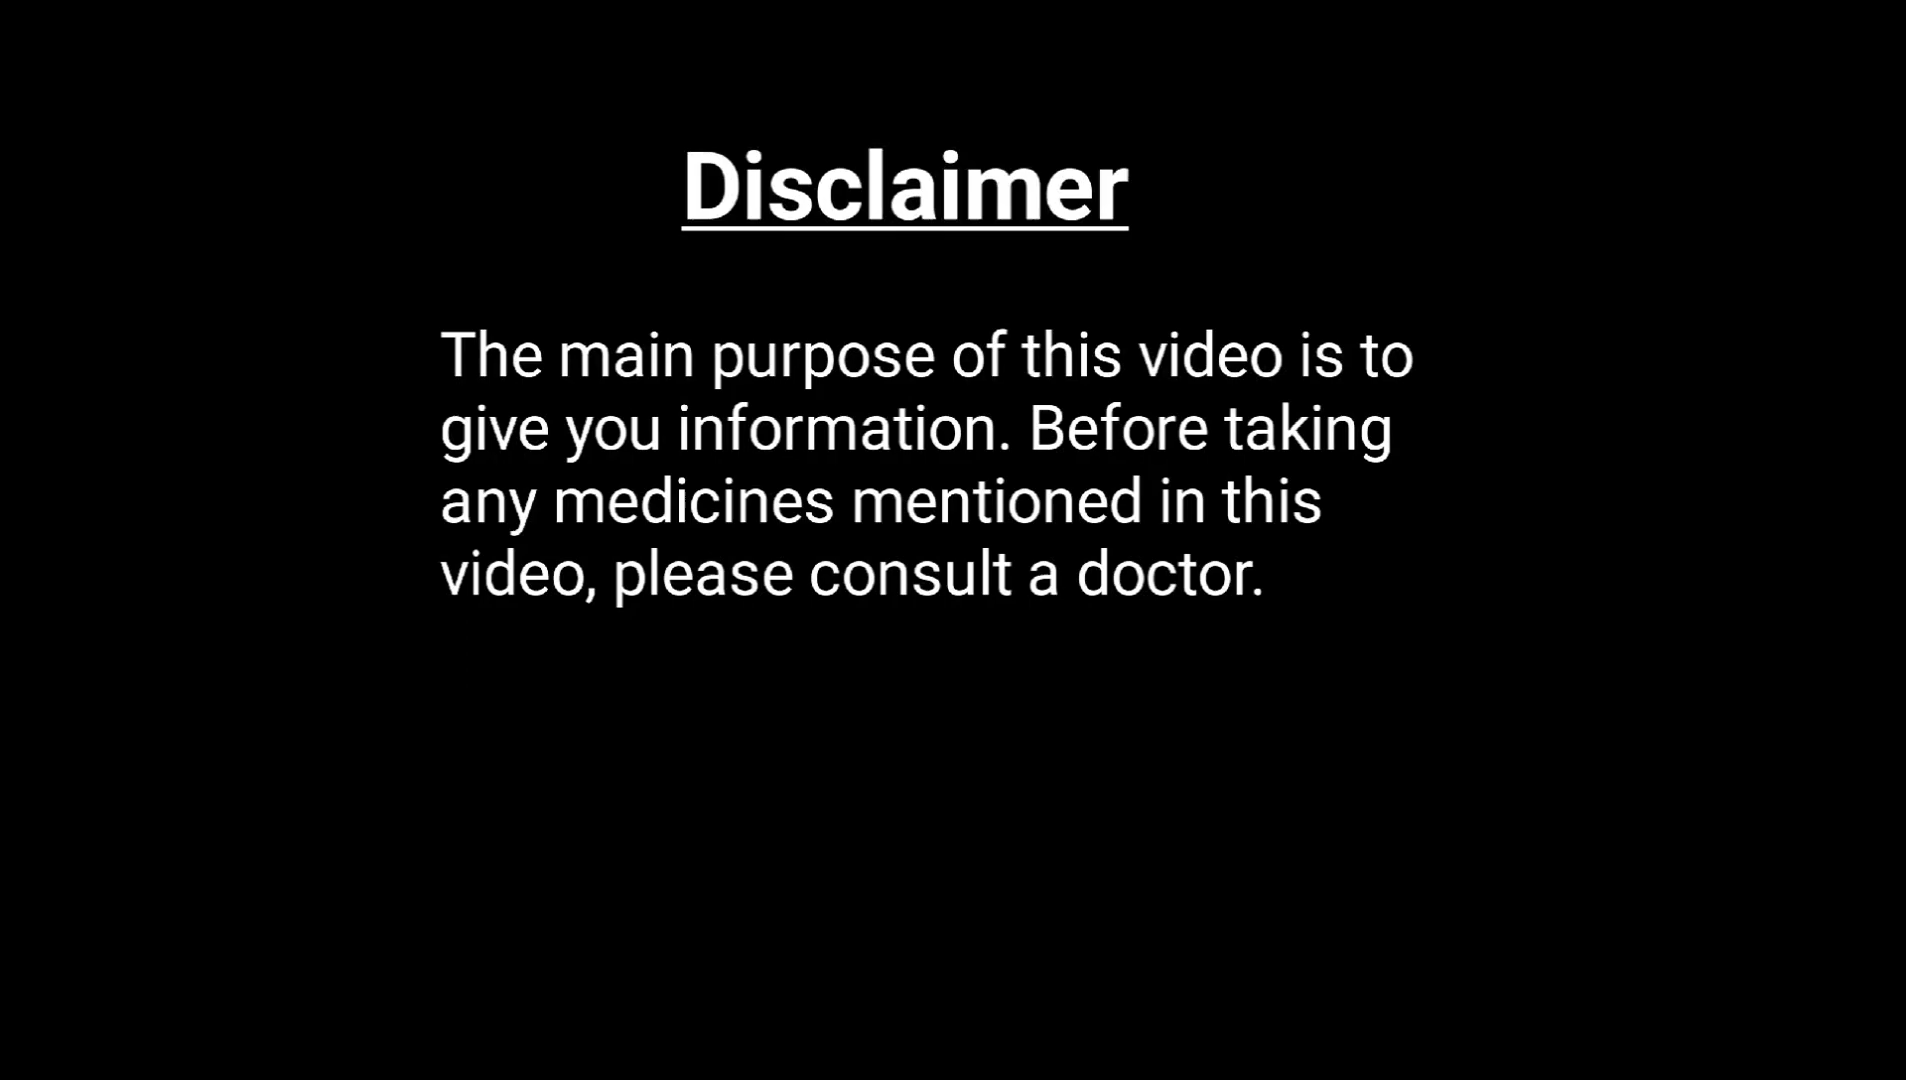 Disclaimer
The main purpose of this video is to
give you information. Before taking
any medicines mentioned in this
video, please consult a doctor.